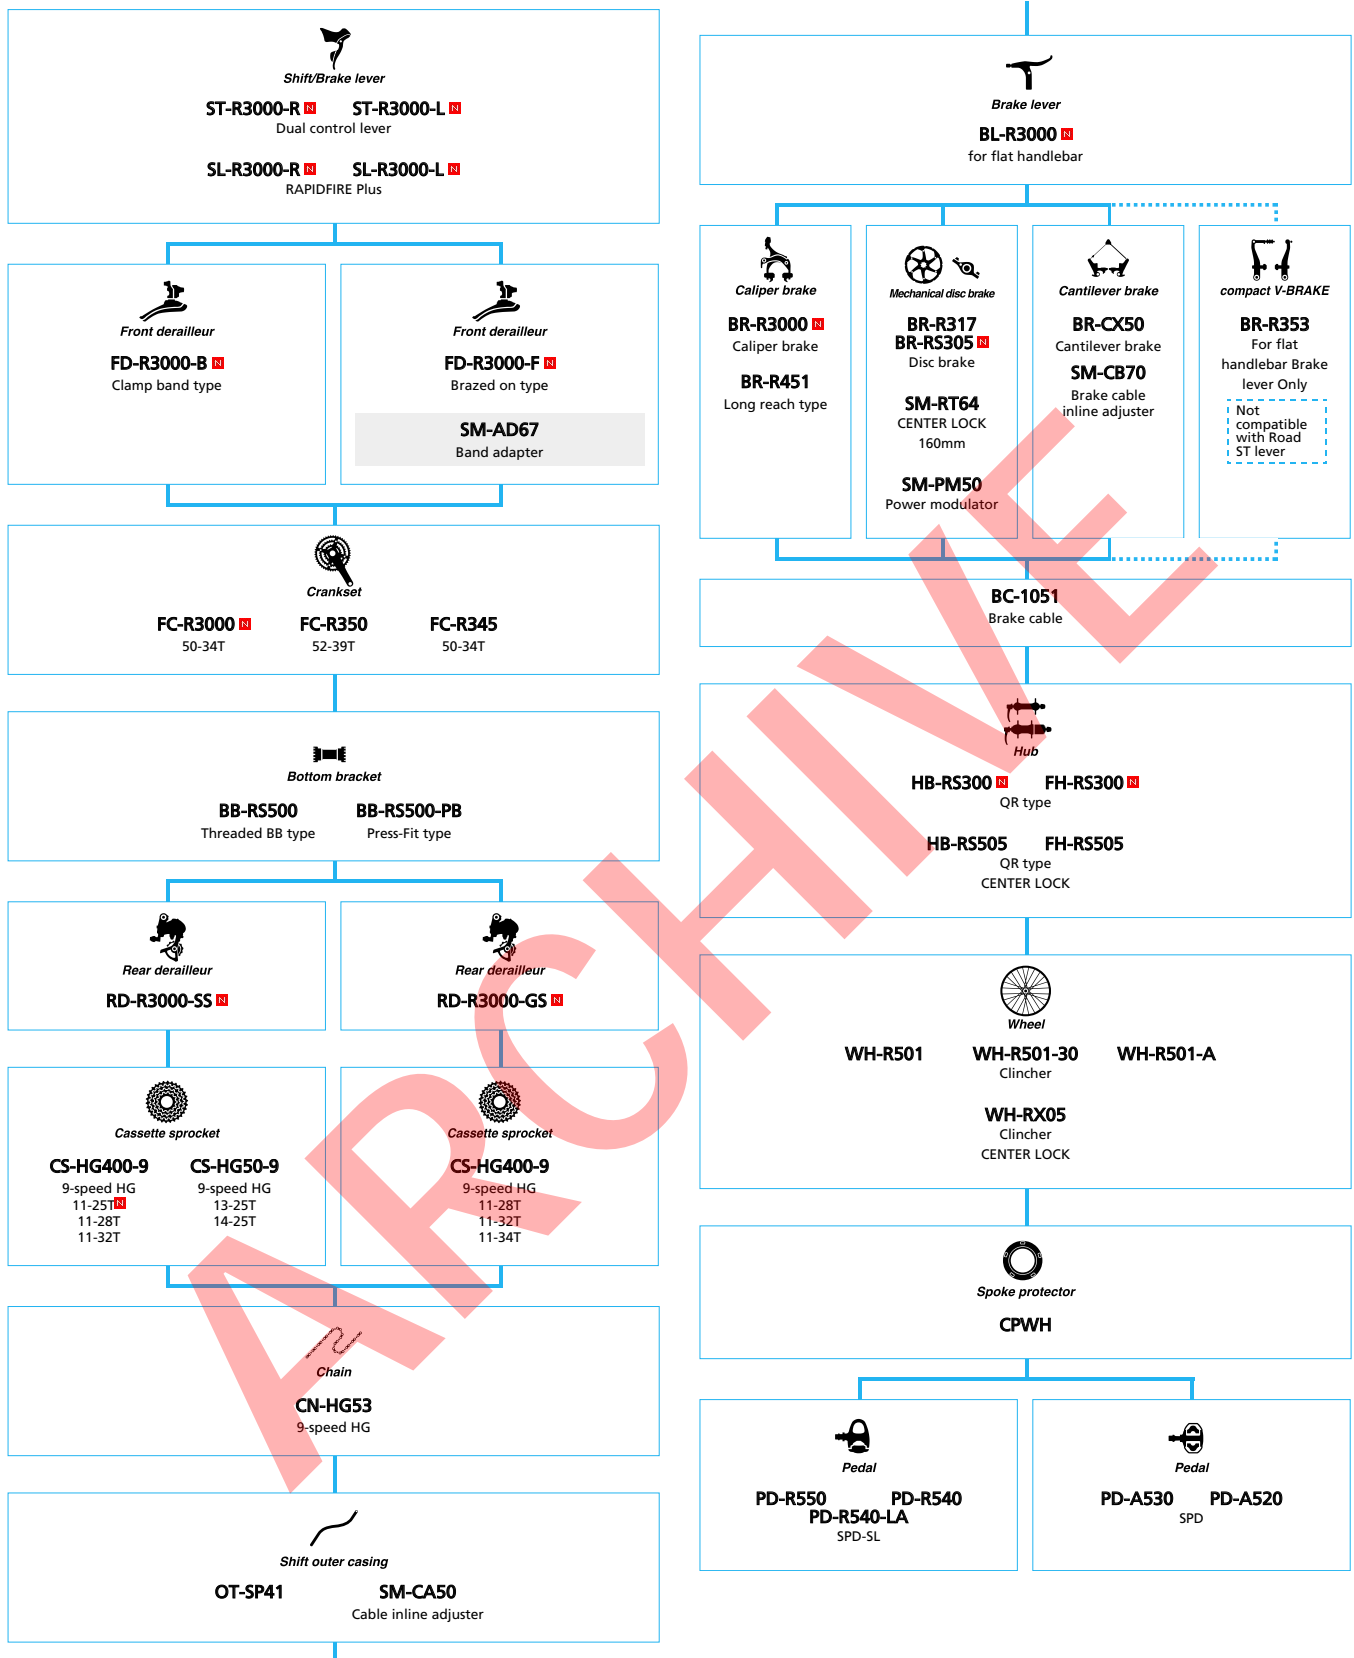 Shift/Brake lever
ST-R3000-R N ST-R3000-L N
Dual control lever
SL-R3000-R N SL-R3000-L N
RAPIDFIRE Plus
Front derailleur
FD-R3000-B N
Clamp band type
Front derailleur
FD-R3000-F N
Brazed on type
SM-AD67
Band adapter
Crankset
FC-R3000 N FC-R350 FC-R345
50-34T 52-39T 50-34T
Bottom bracket
BB-RS500 BB-RS500-PB
Threaded BB type Press-Fit type
Rear derailleur
RD-R3000-SS N
Rear derailleur
RD-R3000-GS N
Cassette sprocket
CS-HG400-9 CS-HG50-9
9-speed HG 9-speed HG
11-25T N 13-25T
11-28T 14-25T
11-32T
Cassette sprocket
CS-HG400-9
9-speed HG
11-28T
11-32T
11-34T
Chain
CN-HG53
9-speed HG
Shift outer casing
OT-SP41 SM-CA50
Cable inline adjuster
Brake lever
BL-R3000 N
for flat handlebar
Caliper brake
BR-R3000 N
Caliper brake
BR-R451
Long reach type
Mechanical disc brake
BR-R317
BR-RS305 N
Disc brake
SM-RT64
CENTER LOCK
160mm
SM-PM50
Power modulator
Cantilever brake
BR-CX50
Cantilever brake
SM-CB70
Brake cable
inline adjuster
compact V-BRAKE
BR-R353
For flat
handlebar Brake
lever Only
Not
compatible
with Road
ST lever
BC-1051
Brake cable
Hub
HB-RS300 N FH-RS300 N
QR type
HB-RS505 FH-RS505
QR type
CENTER LOCK
Wheel
WH-R501 WH-R501-30 WH-R501-A
Clincher
WH-RX05
Clincher
CENTER LOCK
Spoke protector
CPWH
Pedal
PD-R550 PD-R540
PD-R540-LA
SPD-SL
Pedal
PD-A530 PD-A520
SPD
ARCHIVE